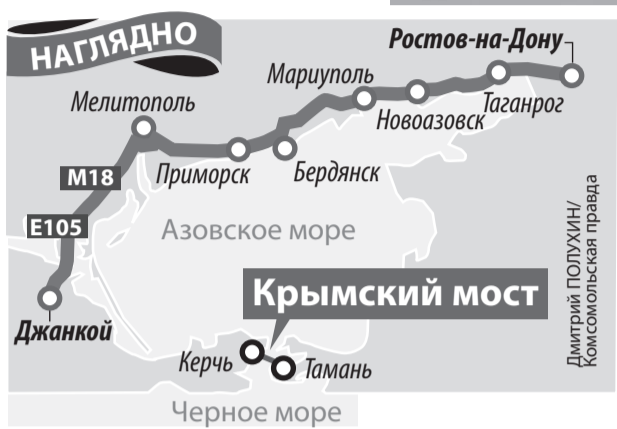 НАГЛЯДНО
Ростов-на-Дону
Мариуполь
Мелитополь
Таганрог
Новоазовск
Приморск
Бердянск
М18
Е105
Азовское море
Крымский мост
Джанкой
Керчь
Тамань
Черное море
Дмитрий ПОЛУХИН/
Комсомольская правда